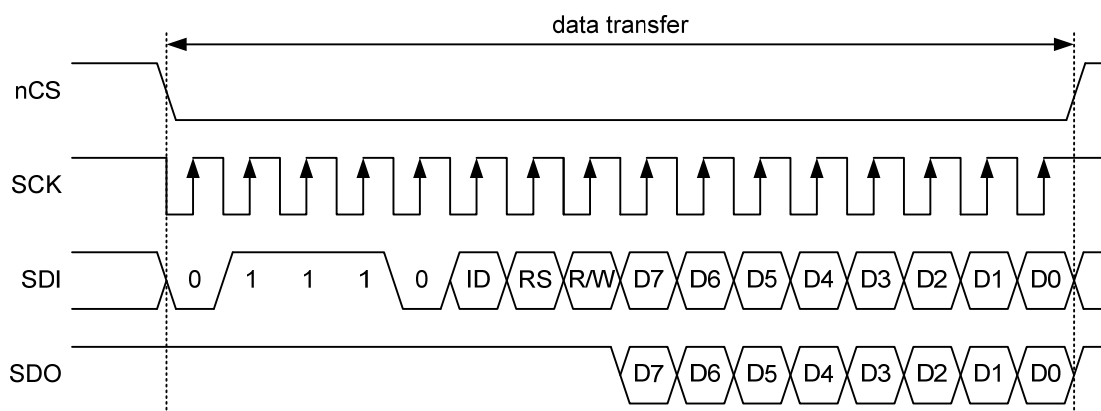 data transfer
nCS
SCK
SDI 0 1 1 1 0 ID RS R/W D7 D6 D5 D4 D3 D2 D1 D0
SDO D7 D6 D5 D4 D3 D2 D1 D0